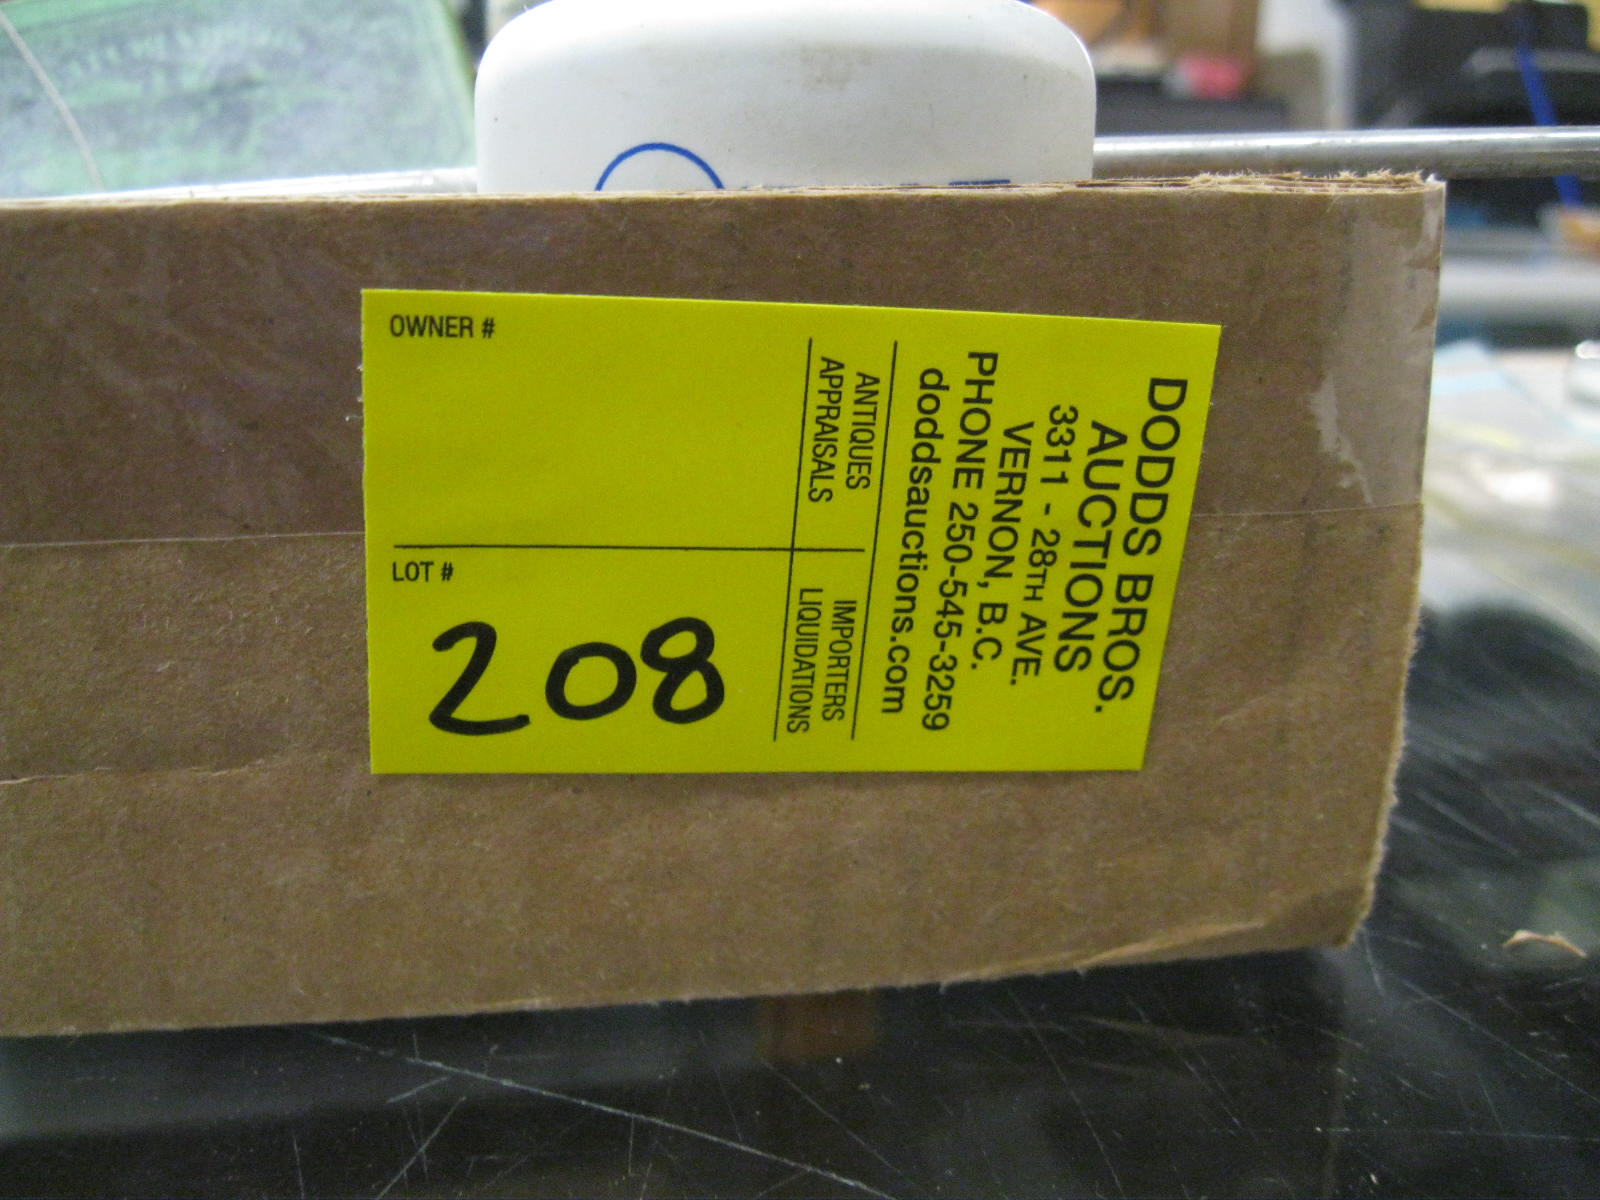 OWNER #
LOT #
208
ANTIQUES
APPRAISALS
IMPORTERS
LIQUIDATIONS
DODDS BROS.
AUCTIONS
3311 - 28TH AVE.
VERNON, B.C.
PHONE 250-545-3259
doddsauctions.com